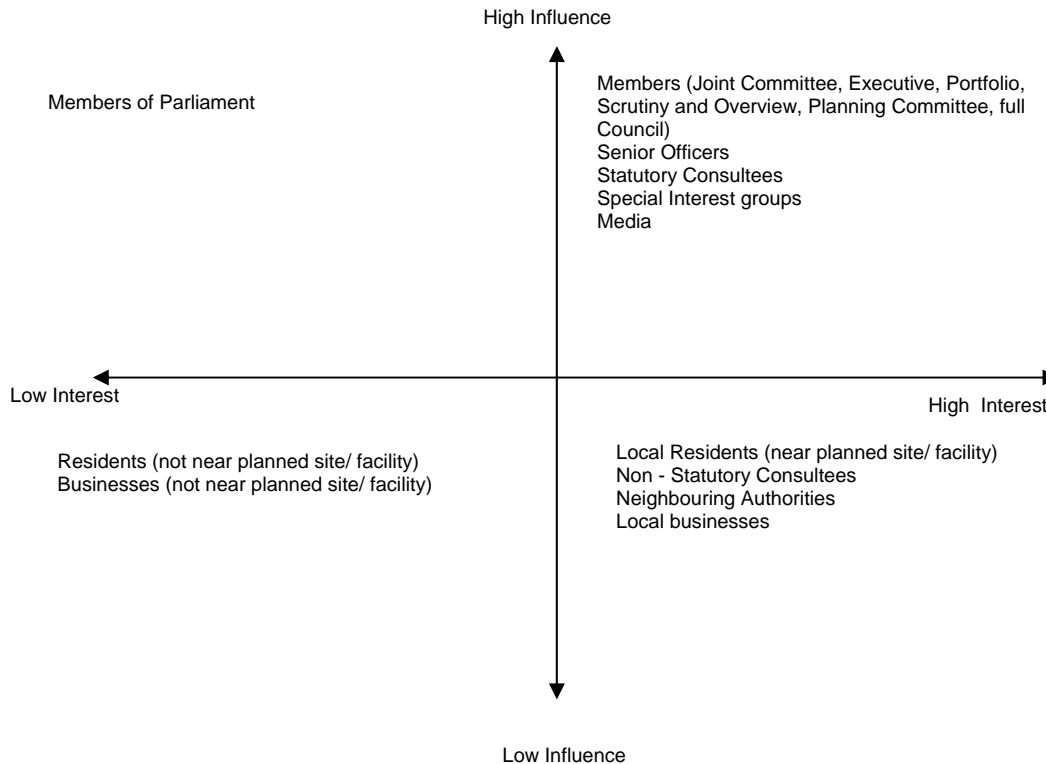 High Influence
Members of Parliament
Members (Joint Committee, Executive, Portfolio,
Scrutiny and Overview, Planning Committee, full
Council)
Senior Officers
Statutory Consultees
Special Interest groups
Media
Low Interest
High Interest
Residents (not near planned site/ facility)
Businesses (not near planned site/ facility)
Local Residents (near planned site/ facility)
Non - Statutory Consultees
Neighbouring Authorities
Local businesses
Low Influence